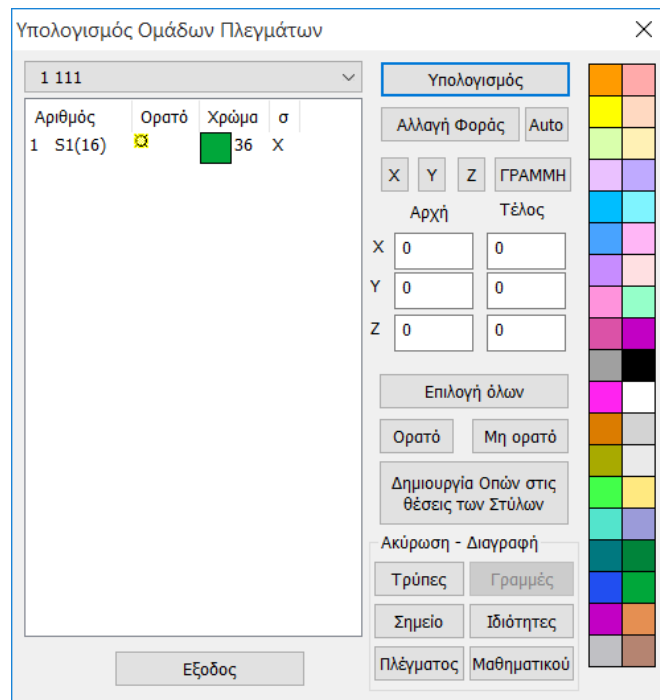 Υπολογισμός Ομάδων Πλεγμάτων
1 111
Αριθμός Ορατό Χρώμα σ
1 S1(16) 36 X
Υπολογισμός
Αλλαγή Φοράς Auto
X Y Z ΓΡΑΜΜΗ
Αρχή Τέλος
X 0 0
Y 0 0
Z 0 0
Επιλογή όλων
Ορατό Μη ορατό
Δημιουργία Οπών στις
θέσεις των Στύλων
Ακύρωση - Διαγραφή
Τρύπες Γραμμές
Σημείο Ιδιότητες
Πλέγματος Μαθηματικού
Εξοδος